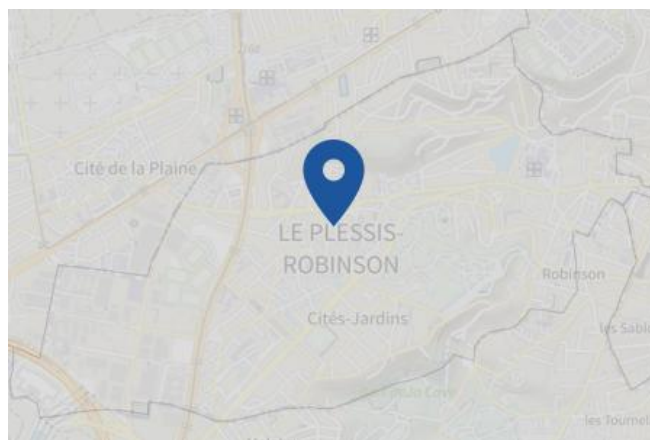 Cité de la Plaine
LE PLESSIS-
ROBINSON
Robinson
Cités-Jardins
les Sabl
les Tournel